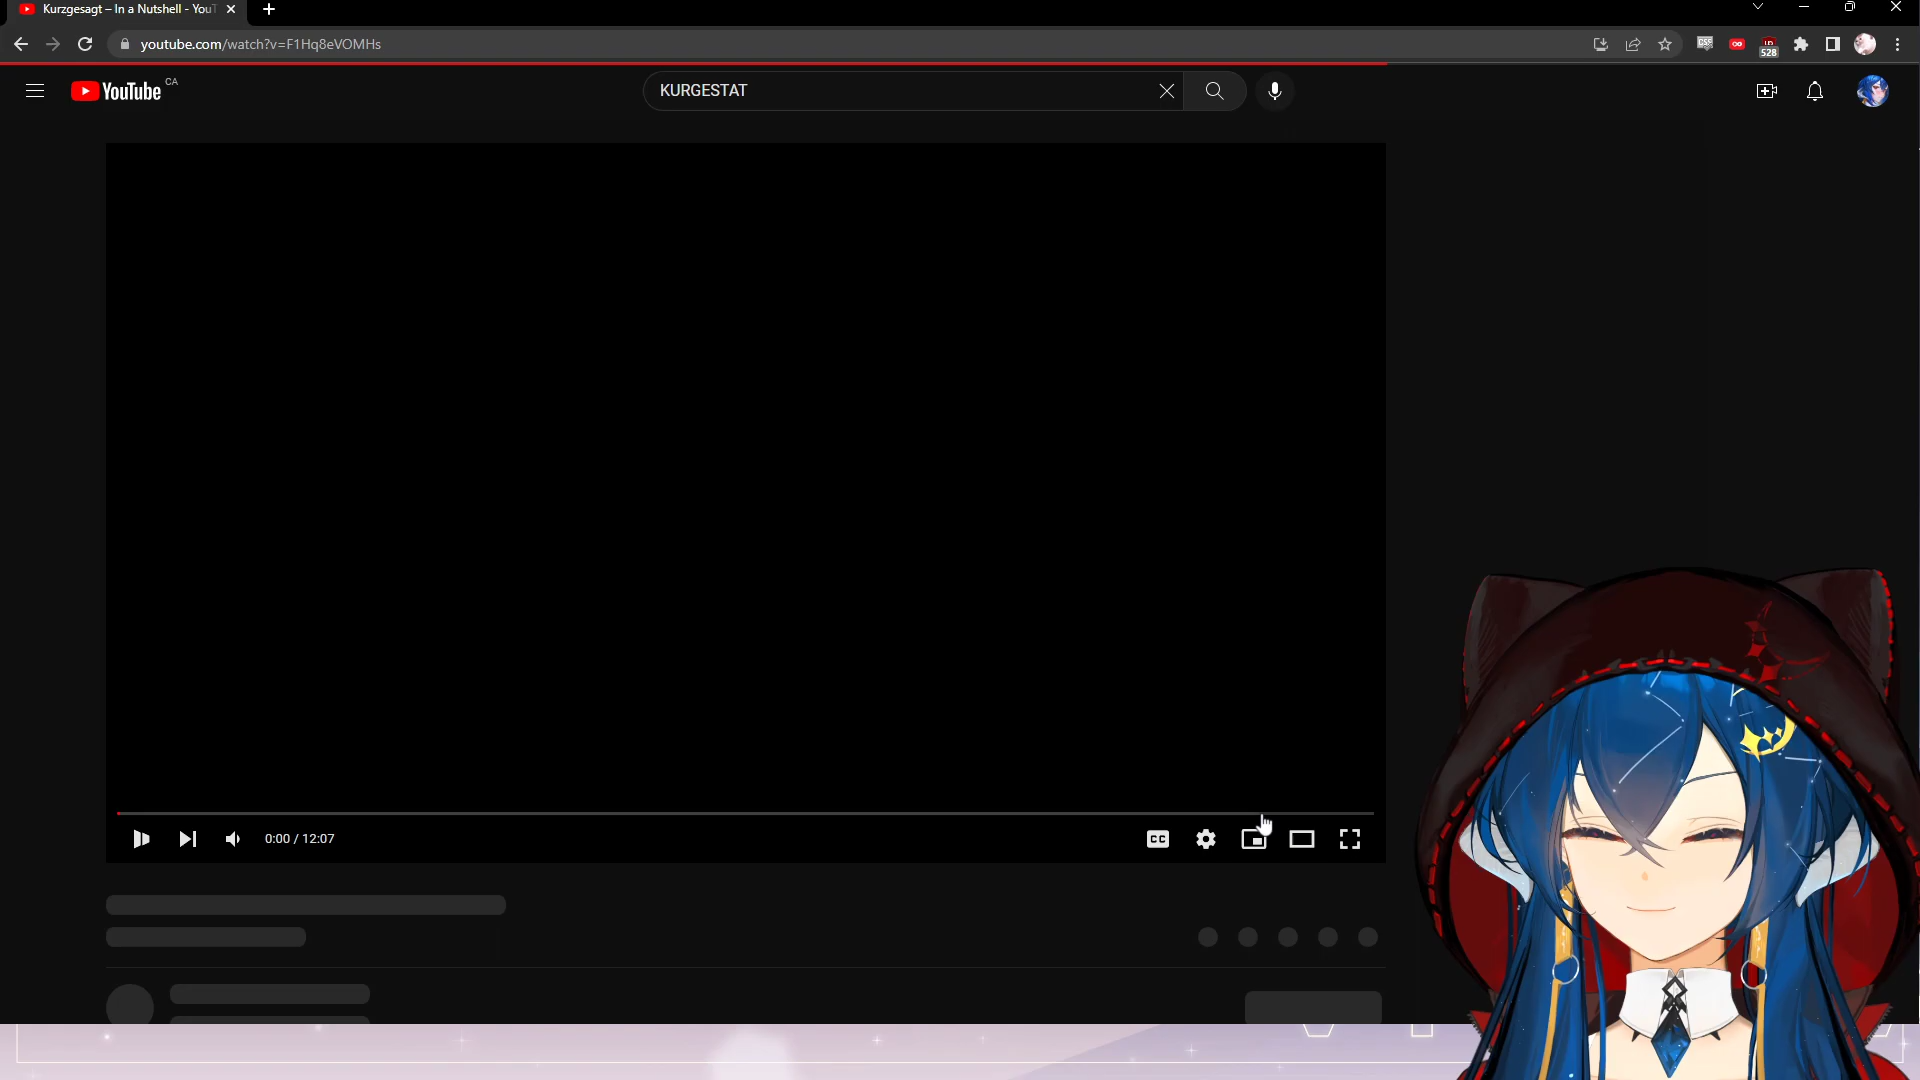 Kurzgesagt – In a Nutshell - YouT
youtube.com/watch?v=F1Hq8eVOMHs
528
YouTube CA
KURGESTAT
0:00 / 12:07
CC